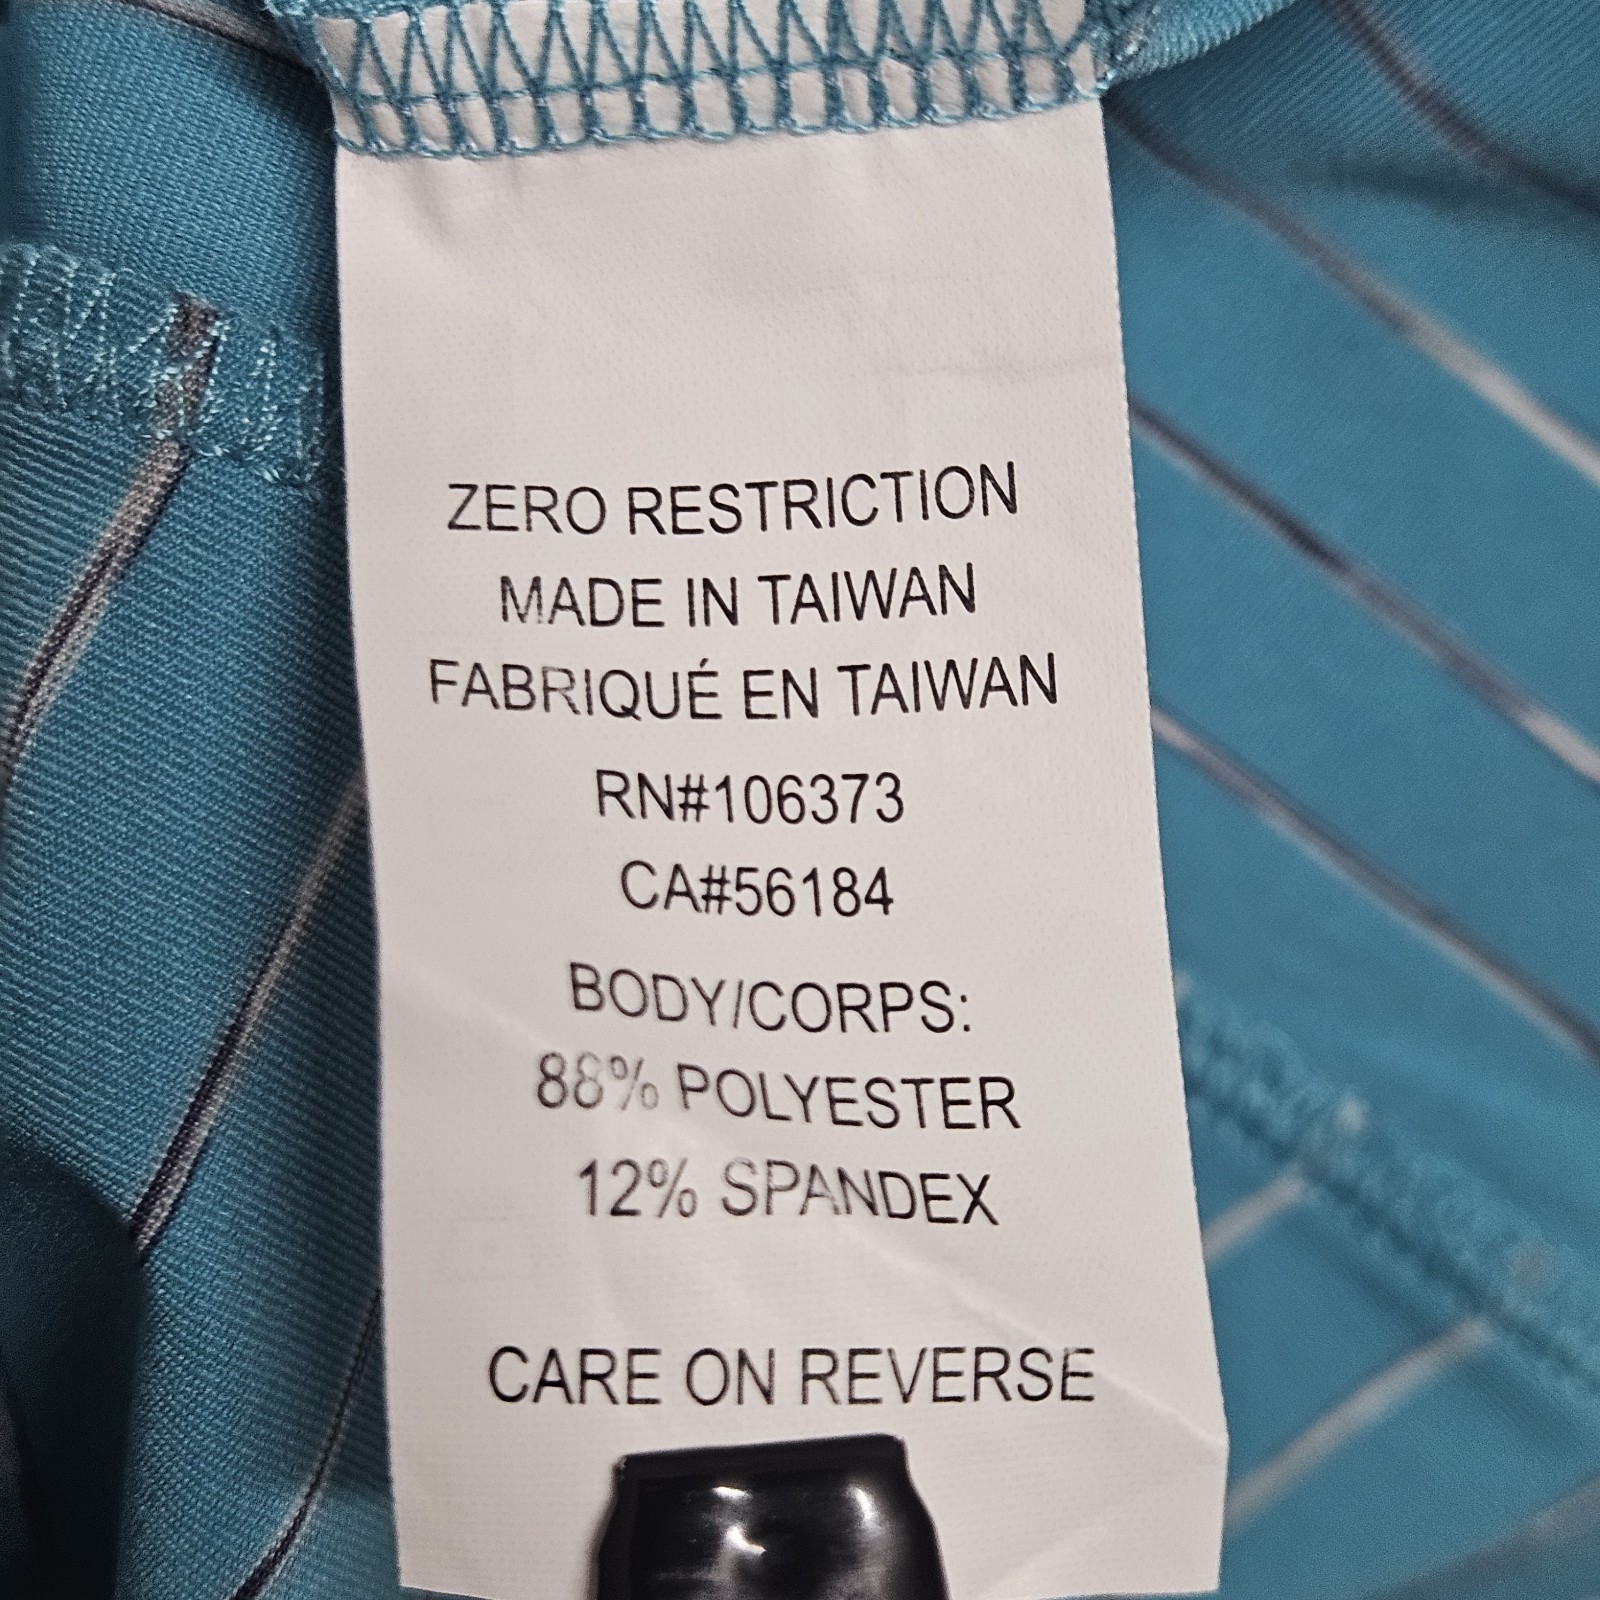 ZERO RESTRICTION
MADE IN TAIWAN
FABRIQUÉ EN TAIWAN
RN#106373
CA#56184
BODY/CORPS:
88% POLYESTER
12% SPANDEX
CARE ON REVERSE